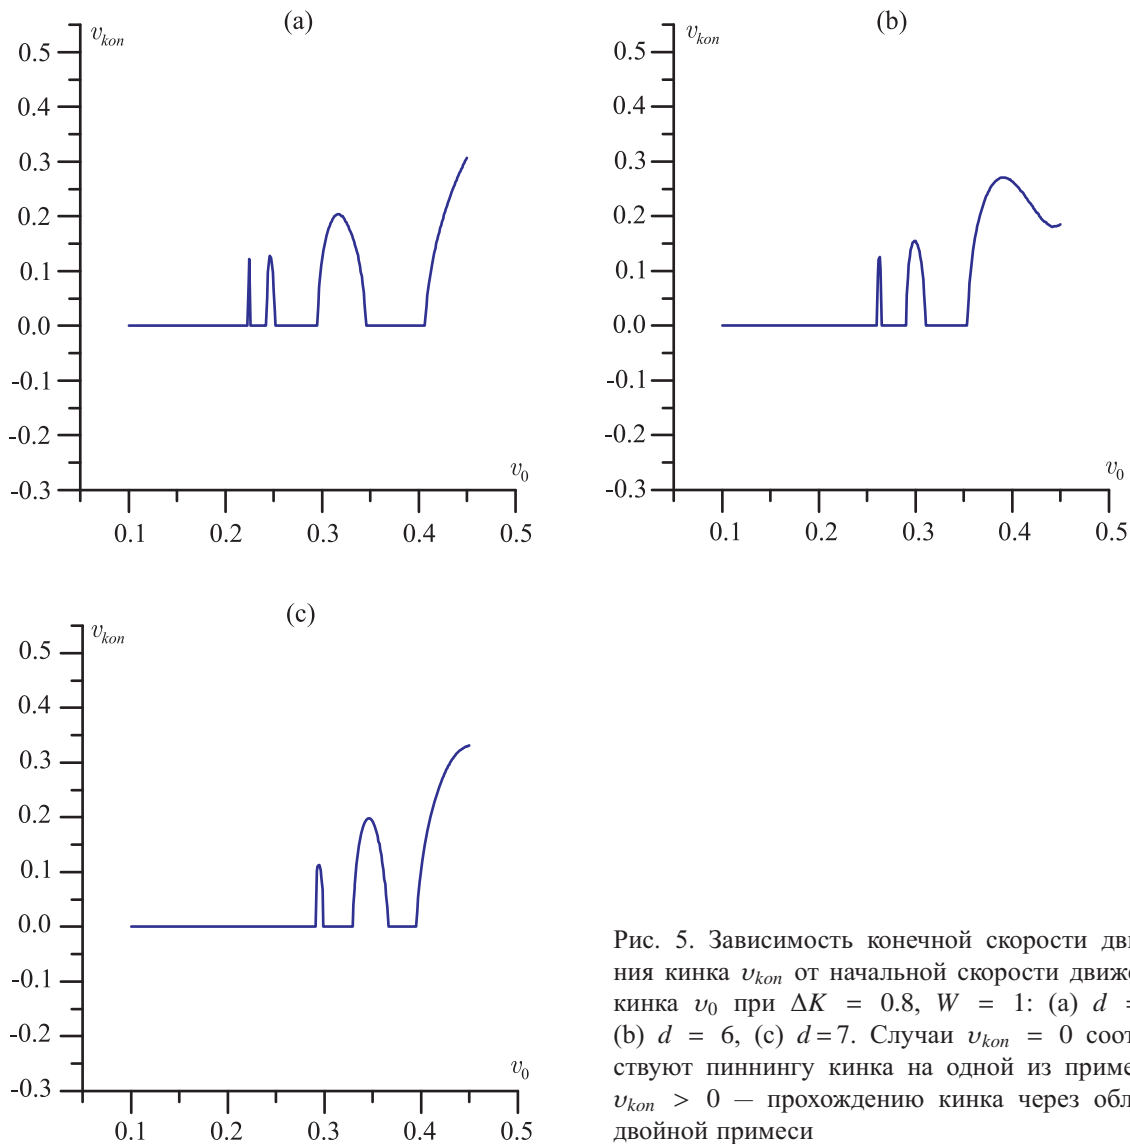 (a)
v_kon
0.5
0.4
0.3
0.2
0.1
0.0
-0.1
-0.2
-0.3
v_0
0.1 0.2 0.3 0.4 0.5
(b)
v_kon
0.5
0.4
0.3
0.2
0.1
0.0
-0.1
-0.2
-0.3
v_0
0.1 0.2 0.3 0.4 0.5
(c)
v_kon
0.5
0.4
0.3
0.2
0.1
0.0
-0.1
-0.2
-0.3
v_0
0.1 0.2 0.3 0.4 0.5
Рис. 5. Зависимость конечной скорости дви
ния кинка υ_kon от начальной скорости движе
кинка υ_0 при ΔK = 0.8, W = 1: (a) d =
(b) d = 6, (c) d = 7. Случаи υ_kon = 0 соот
ствуют пиннингу кинка на одной из приме
υ_kon > 0 — прохождению кинка через обл
двойной примеси